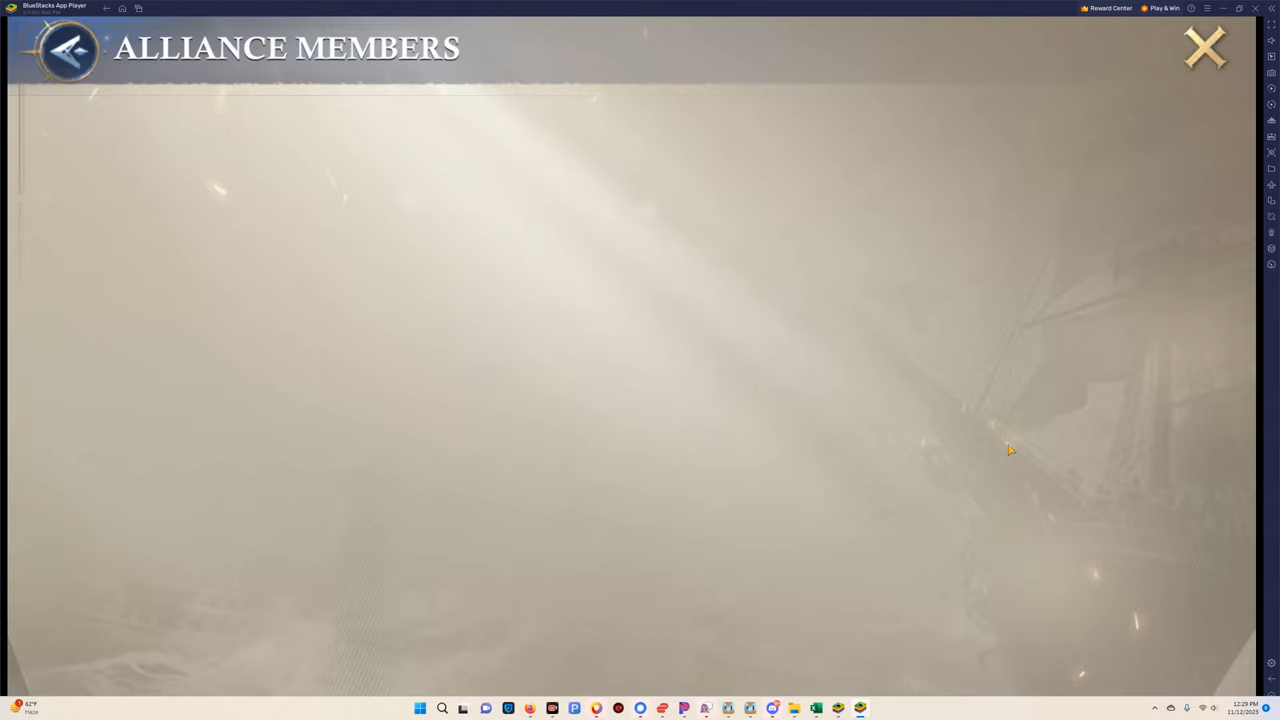 BlueStacks App Player
Reward Center
Play & Win
ALLIANCE MEMBERS
62°F
Haze
12:29 PM
11/12/2023